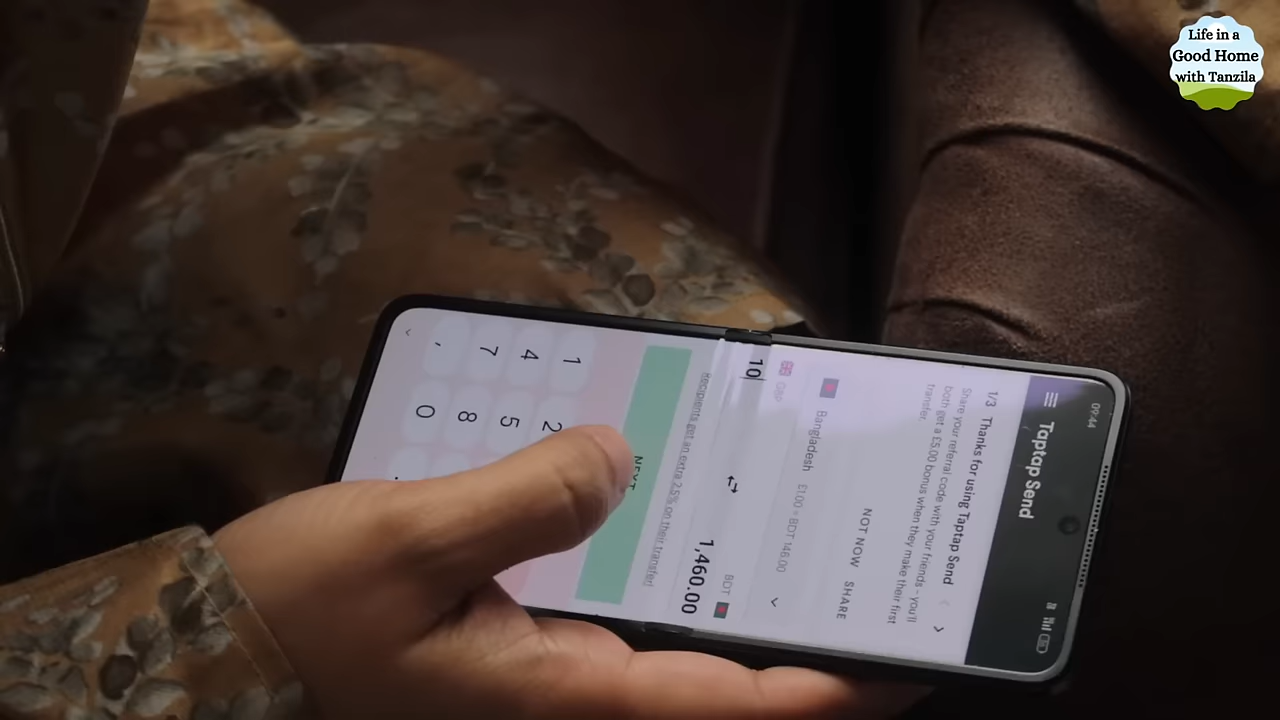 Life in a
Good Home
with Tanzila
09:44
Taptap Send
1/3 Thanks for using Taptap Send
Share your referral code with your friends – you'll
both get a £5.00 bonus when they make their first
transfer.
NOT NOW SHARE
Bangladesh £1.00 = BDT 146.00
GBP BDT
10 1,460.00
Recipients get an extra 2.5% on their transfer!
NEXT
1 2
4 5
7 8
, 0 .